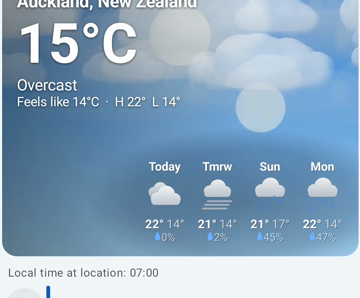 Auckland, New Zealand
15°C
Overcast
Feels like 14°C · H 22° L 14°
Today Tmrw Sun Mon
22° 14° 21° 14° 21° 17° 22° 14°
0% 2% 45% 47%
Local time at location: 07:00